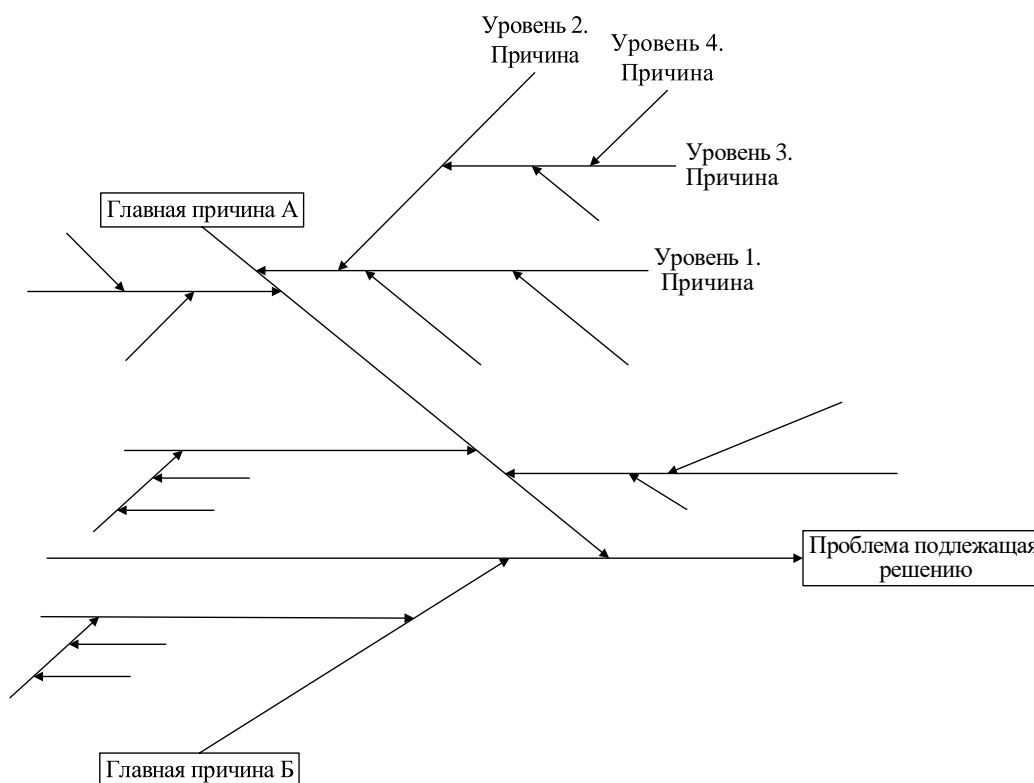 Уровень 2.
Причина
Уровень 4.
Причина
Уровень 3.
Причина
Главная причина А
Уровень 1.
Причина
Проблема подлежащая
решению
Главная причина Б